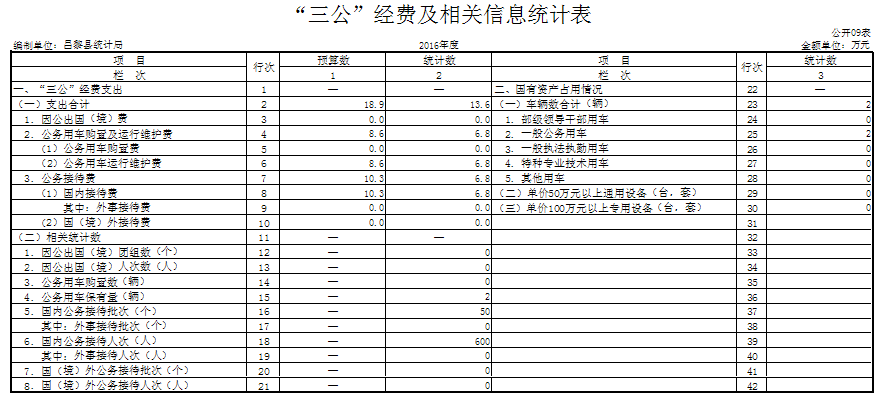 “三公”经费及相关信息统计表
公开09表
编制单位：吕黎县统计局 2016年度 金额单位：万元
项 目 行次 预算数 统计数 项 目 行次 统计数
栏 次 1 2 栏 次 3
一、“三公”经费支出 1 — — 二、国有资产占用情况 22 —
（一）支出合计 2 18.9 13.6 （一）车辆数合计（辆） 23 2
1．因公出国（境）费 3 0.0 0.0 1．部级领导干部用车 24 0
2．公务用车购置及运行维护费 4 8.6 6.8 2．一般公务用车 25 2
（1）公务用车购置费 5 0.0 0.0 3．一般执法执勤用车 26 0
（2）公务用车运行维护费 6 8.6 6.8 4．特种专业技术用车 27 0
3．公务接待费 7 10.3 6.8 5．其他用车 28 0
（1）国内接待费 8 10.3 6.8 （二）单价50万元以上通用设备（台，套） 29 0
其中：外事接待费 9 0.0 0.0 （三）单价100万元以上专用设备（台，套） 30 0
（2）国（境）外接待费 10 0.0 0.0 31
（二）相关统计数 11 — — 32
1．因公出国（境）团组数（个） 12 — 0 33
2．因公出国（境）人次数（人） 13 — 0 34
3．公务用车购置数（辆） 14 — 0 35
4．公务用车保有量（辆） 15 — 2 36
5．国内公务接待批次（个） 16 — 50 37
其中：外事接待批次（个） 17 — 0 38
6．国内公务接待人次（人） 18 — 600 39
其中：外事接待人次（人） 19 — 0 40
7．国（境）外公务接待批次（个） 20 — 0 41
8．国（境）外公务接待人次（人） 21 — 0 42